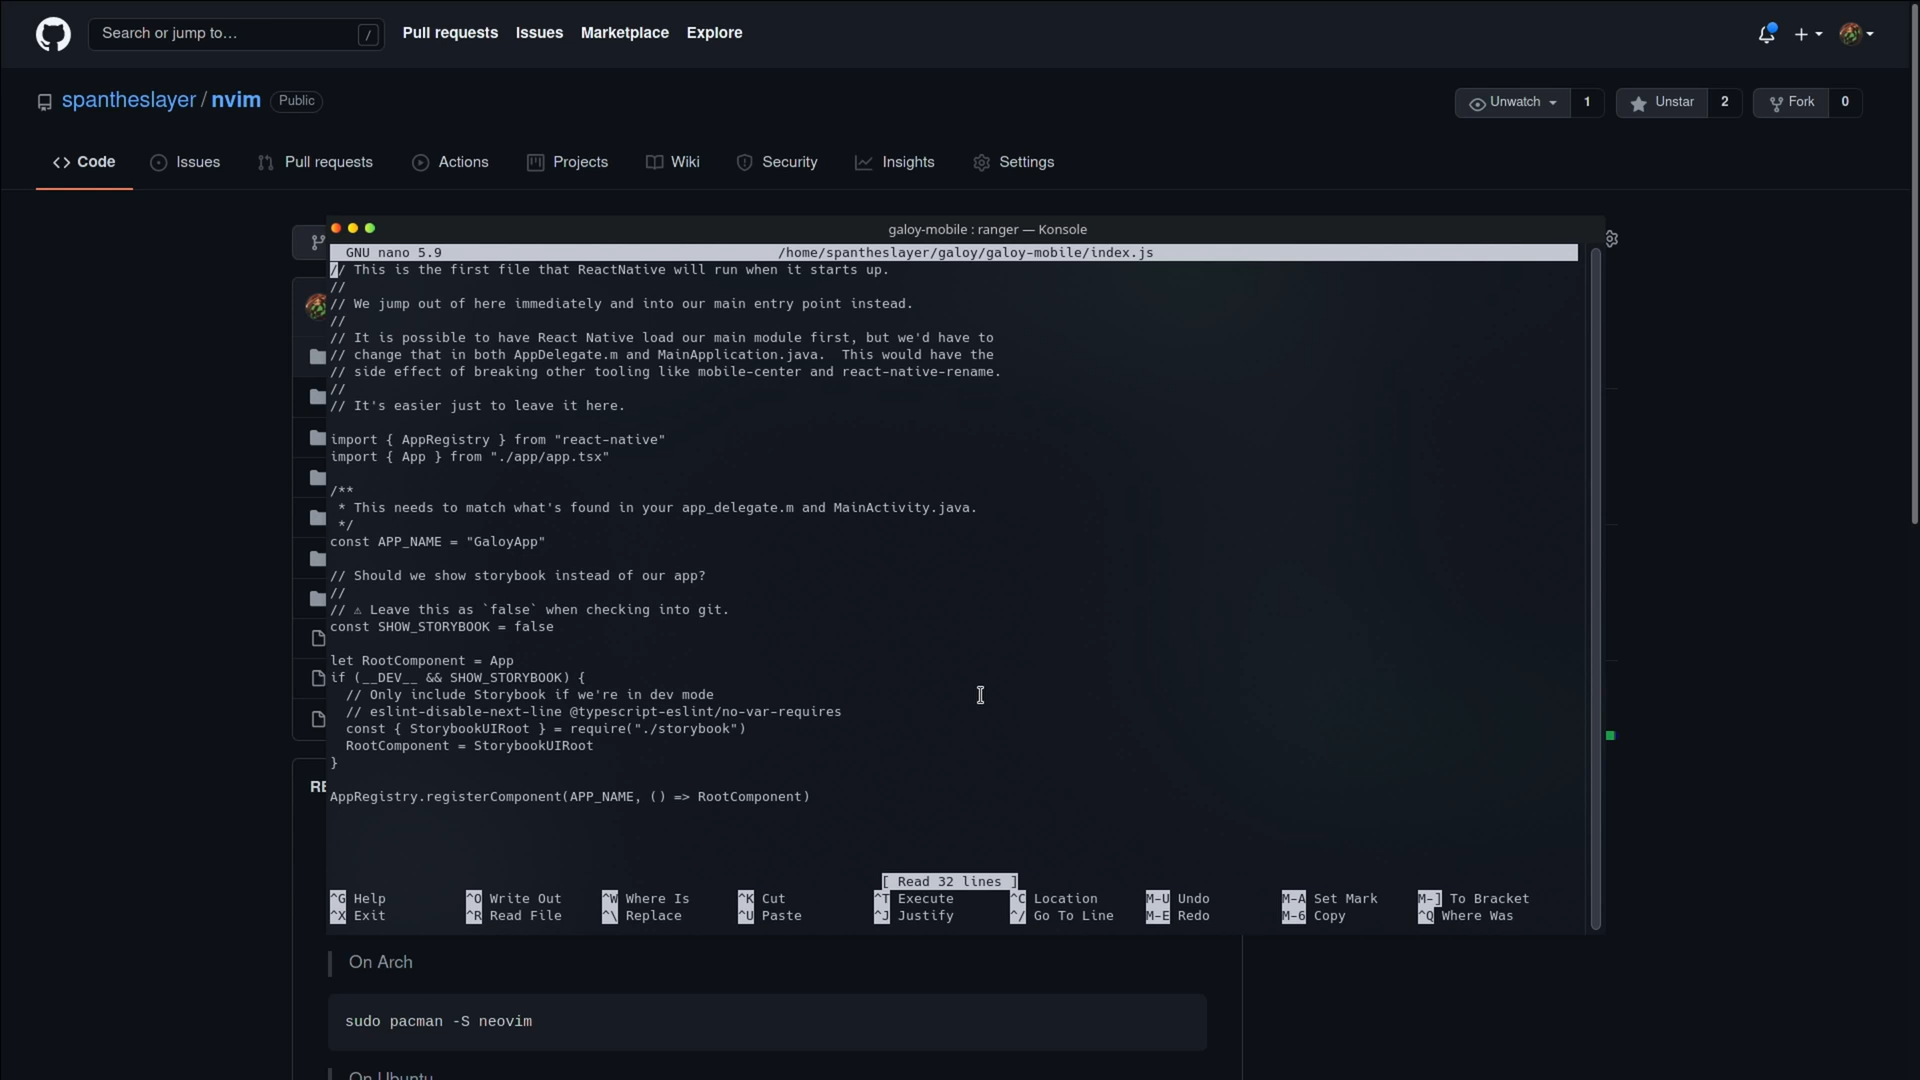 Search or jump to…
/
Pull requests
Issues
Marketplace
Explore
spantheslayer / nvim
Public
Unwatch
1
Unstar
2
Fork
0
Code
Issues
Pull requests
Actions
Projects
Wiki
Security
Insights
Settings
galoy-mobile : ranger — Konsole
GNU nano 5.9
/home/spantheslayer/galoy/galoy-mobile/index.js
// This is the first file that ReactNative will run when it starts up.
//
// We jump out of here immediately and into our main entry point instead.
//
// It is possible to have React Native load our main module first, but we'd have to
// change that in both AppDelegate.m and MainApplication.java.  This would have the
// side effect of breaking other tooling like mobile-center and react-native-rename.
//
// It's easier just to leave it here.
import { AppRegistry } from "react-native"
import { App } from "./app/app.tsx"
/**
 * This needs to match what's found in your app_delegate.m and MainActivity.java.
 */
const APP_NAME = "GaloyApp"
// Should we show storybook instead of our app?
//
// ⚠ Leave this as `false` when checking into git.
const SHOW_STORYBOOK = false
let RootComponent = App
if (__DEV__ && SHOW_STORYBOOK) {
  // Only include Storybook if we're in dev mode
  // eslint-disable-next-line @typescript-eslint/no-var-requires
  const { StorybookUIRoot } = require("./storybook")
  RootComponent = StorybookUIRoot
}
RE
AppRegistry.registerComponent(APP_NAME, () => RootComponent)
[ Read 32 lines ]
^G Help ^O Write Out ^W Where Is ^K Cut ^T Execute ^C Location M-U Undo M-A Set Mark M-] To Bracket
^X Exit ^R Read File ^\ Replace ^U Paste ^J Justify ^/ Go To Line M-E Redo M-6 Copy ^Q Where Was
On Arch
sudo pacman -S neovim
On Ubuntu